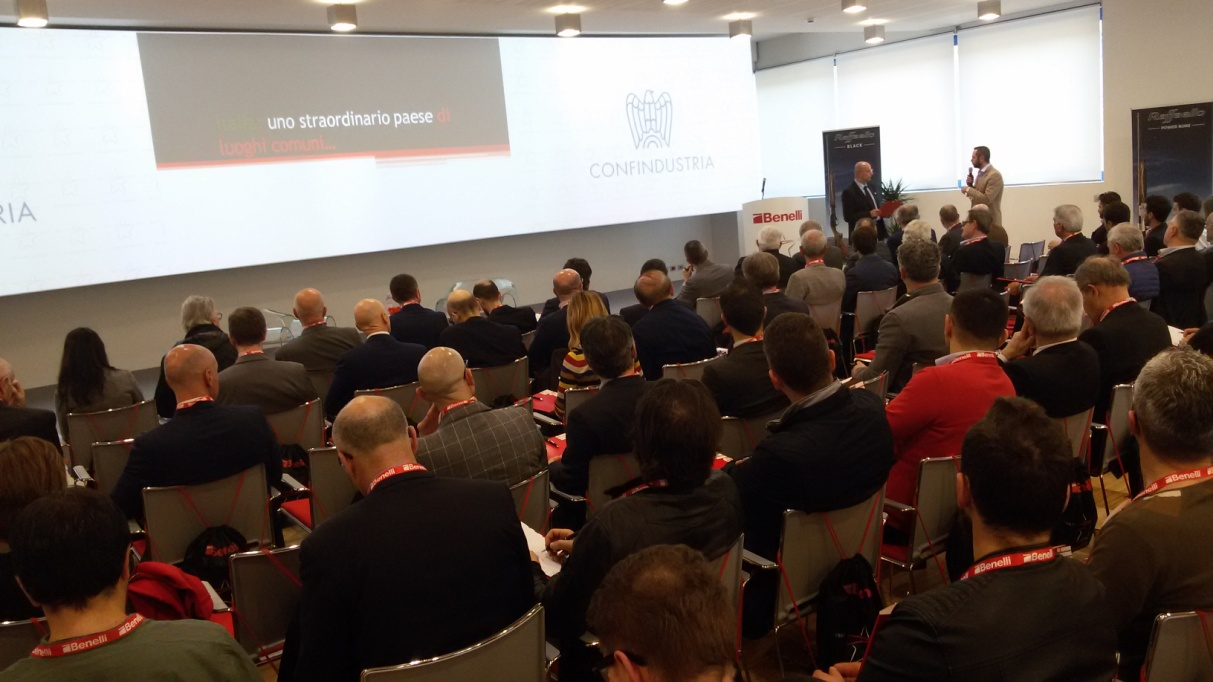 Italia, uno straordinario paese di
luoghi comuni...
CONFINDUSTRIA
RIA
Raffaello
BLACK
Raffaello
POWER BORE
Benelli
Benelli
Benelli
Benelli
Benelli